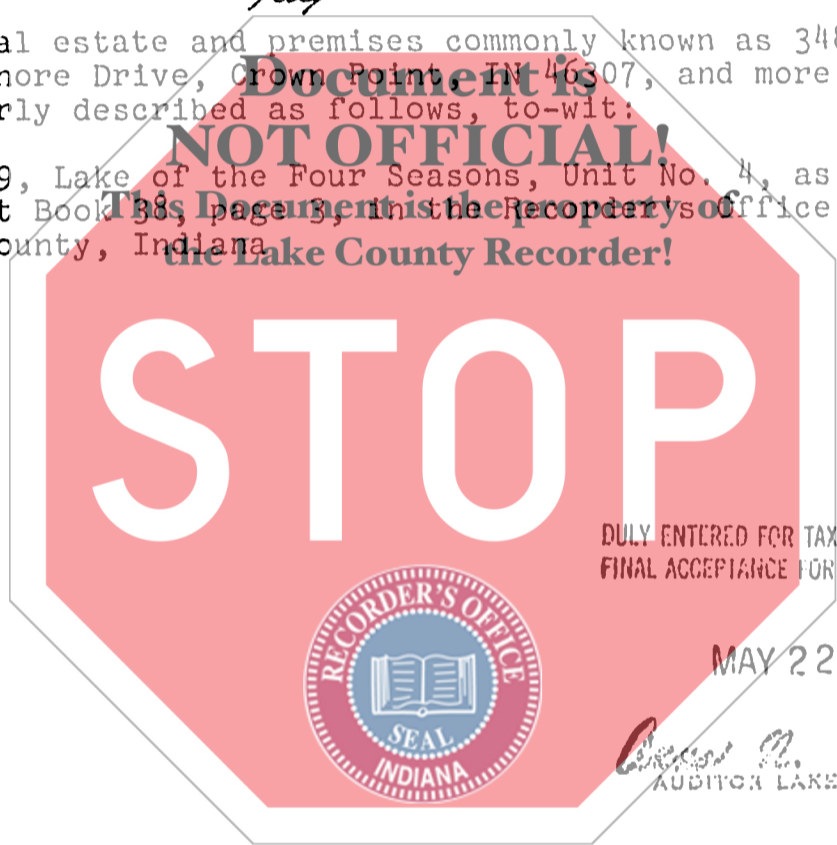 al estate and premises commonly known as 348
nore Drive, Crown Point, IN 46307, and more
rly described as follows, to-wit:
9, Lake of the Four Seasons, Unit No. 4, as
t Book 38, page 3, in the Recorder's office
ounty, Indiana
Document is
NOT OFFICIAL!
This Document is the property of
the Lake County Recorder!
STOP
DULY ENTERED FOR TAX
FINAL ACCEPTANCE FOR
MAY 22
AUDITOR LAKE
RECORDER'S OFFICE
SEAL
INDIANA